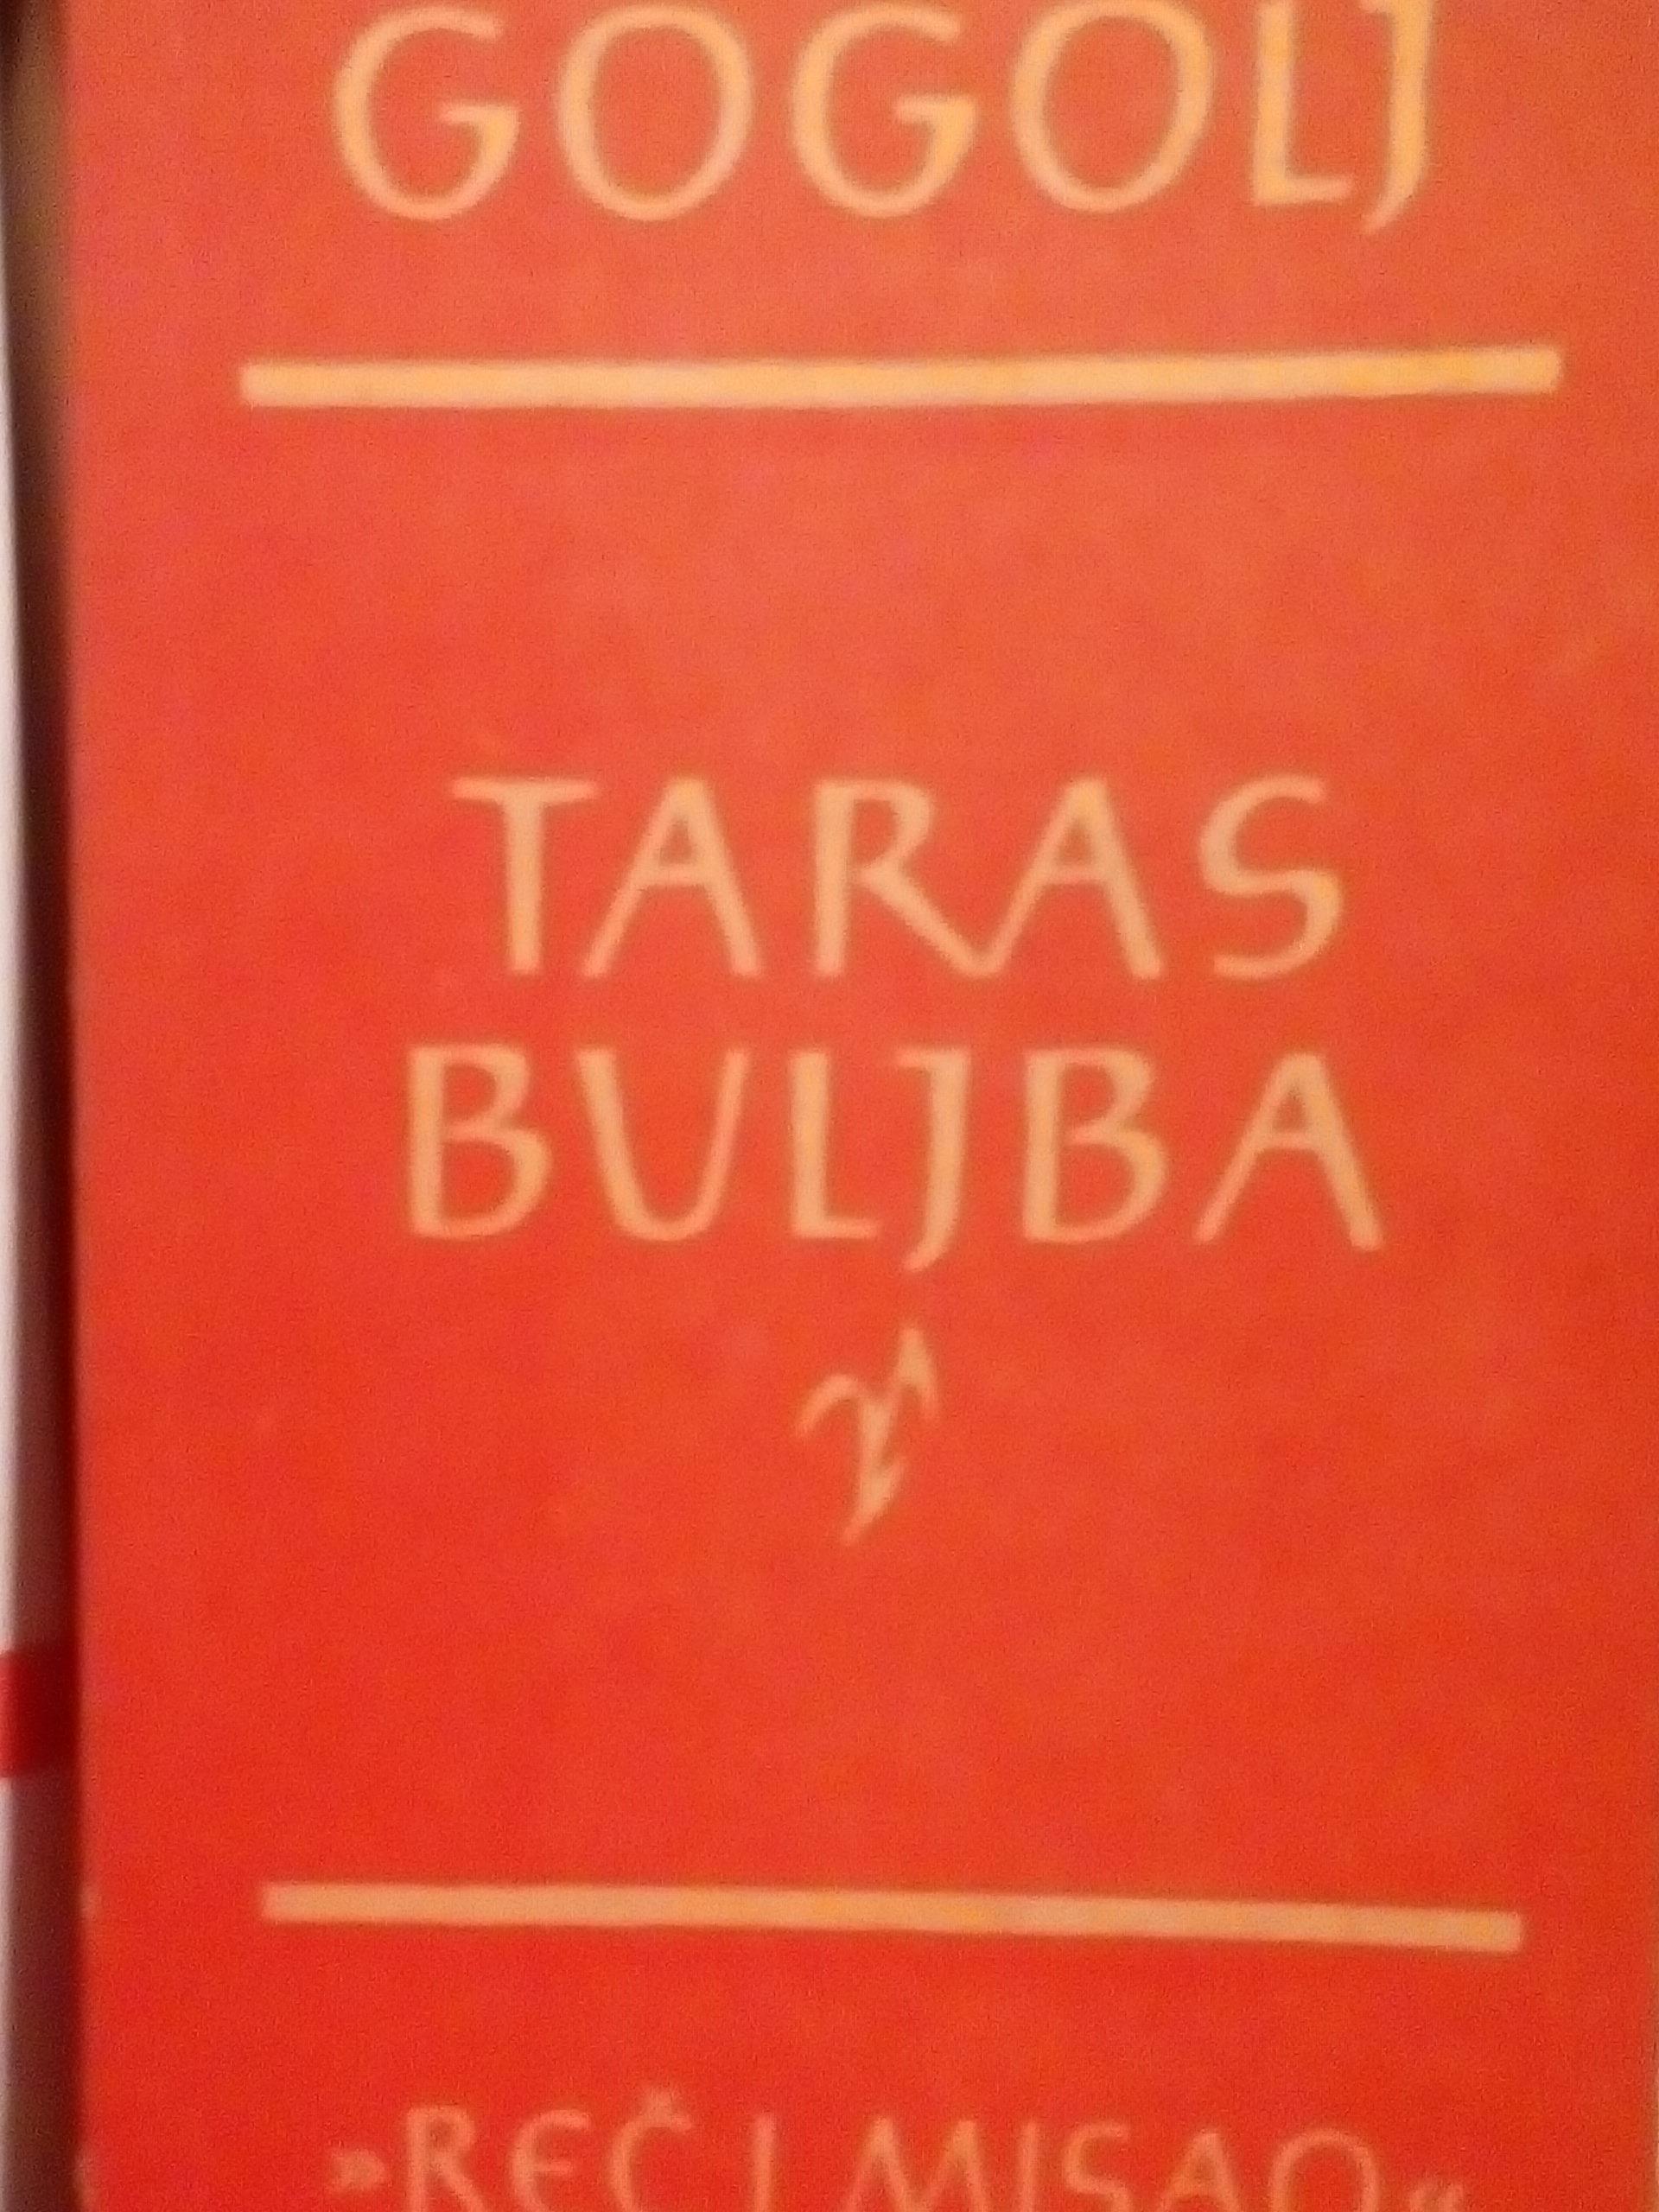 GOGOLJ
TARAS
BULJBA
»REČ I MISAO«